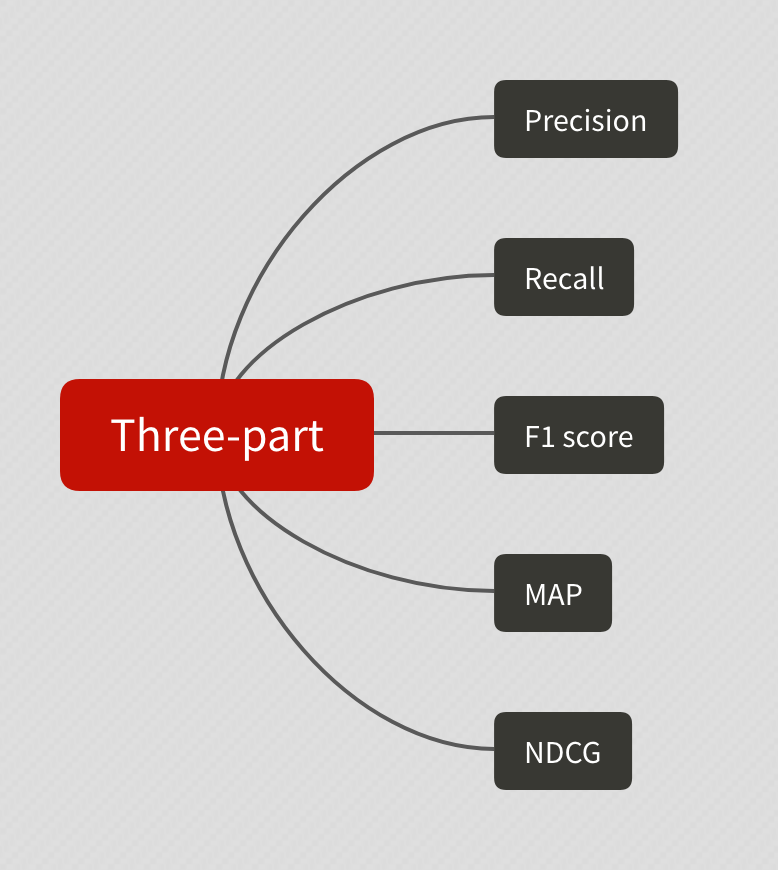 Precision
Recall
Three-part
F1 score
MAP
NDCG